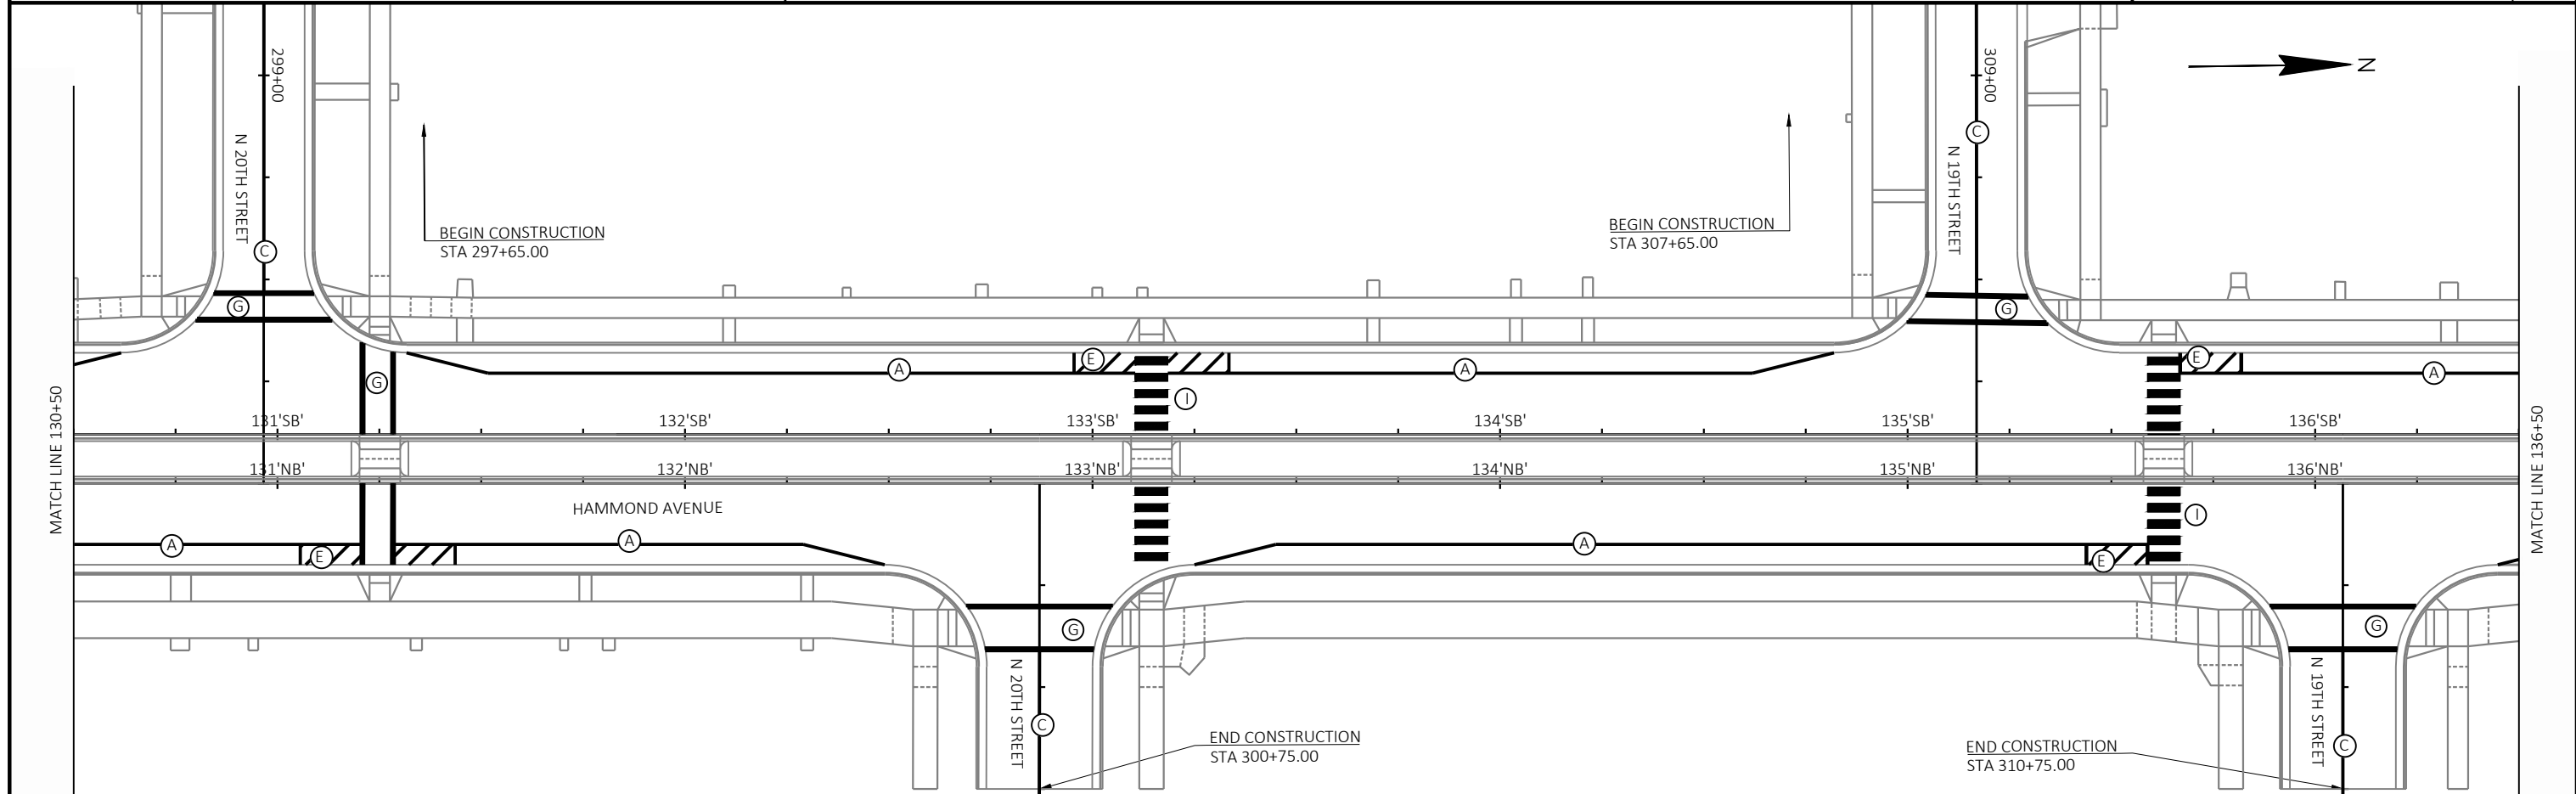 299+00
309+00
N
N 20TH STREET
C
C
N 19TH STREET
BEGIN CONSTRUCTION
STA 297+65.00
BEGIN CONSTRUCTION
STA 307+65.00
G
G
E
E
A
A
A
G
I
131'SB'
132'SB'
133'SB'
134'SB'
135'SB'
136'SB'
MATCH LINE 130+50
MATCH LINE 136+50
131'NB'
132'NB'
133'NB'
134'NB'
135'NB'
136'NB'
HAMMOND AVENUE
I
A
E
A
A
E
G
G
N 20TH STREET
N 19TH STREET
C
C
END CONSTRUCTION
STA 300+75.00
END CONSTRUCTION
STA 310+75.00